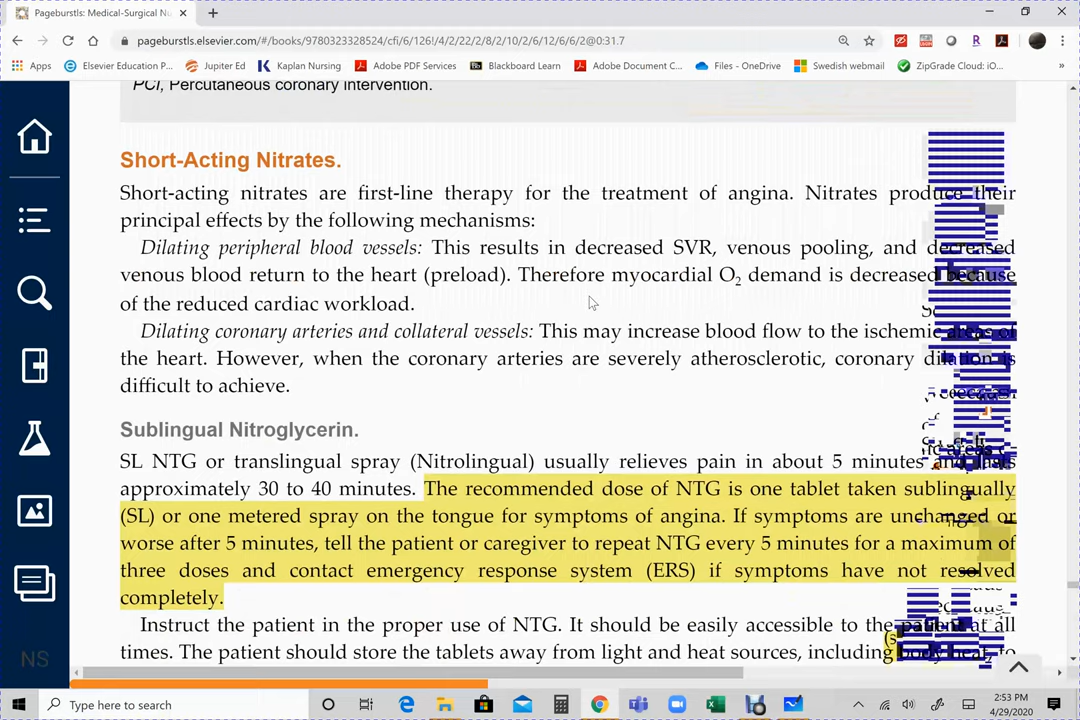 Pageburstls: Medical-Surgical Nu
pageburstls.elsevier.com/#/books/9780323328524/cfi/6/126!/4/2/22/2/8/2/10/2/6/12/6/6/2@0:31.7
Apps Elsevier Education P... Jupiter Ed Kaplan Nursing Adobe PDF Services Bb Blackboard Learn Adobe Document C... Files - OneDrive Swedish webmail ZipGrade Cloud: iO... »
PCI, Percutaneous coronary intervention.
Short-Acting Nitrates.
Short-acting nitrates are first-line therapy for the treatment of angina. Nitrates produce their
principal effects by the following mechanisms:
Dilating peripheral blood vessels: This results in decreased SVR, venous pooling, and decreased
venous blood return to the heart (preload). Therefore myocardial O2 demand is decreased because
of the reduced cardiac workload.
Dilating coronary arteries and collateral vessels: This may increase blood flow to the ischemic areas of
the heart. However, when the coronary arteries are severely atherosclerotic, coronary dilation is
difficult to achieve.
Sublingual Nitroglycerin.
SL NTG or translingual spray (Nitrolingual) usually relieves pain in about 5 minutes and lasts
approximately 30 to 40 minutes. The recommended dose of NTG is one tablet taken sublingually
(SL) or one metered spray on the tongue for symptoms of angina. If symptoms are unchanged or
worse after 5 minutes, tell the patient or caregiver to repeat NTG every 5 minutes for a maximum of
three doses and contact emergency response system (ERS) if symptoms have not resolved
completely.
Instruct the patient in the proper use of NTG. It should be easily accessible to the patient at all
times. The patient should store the tablets away from light and heat sources, including body heat, to
NS
Type here to search
2:53 PM
4/29/2020